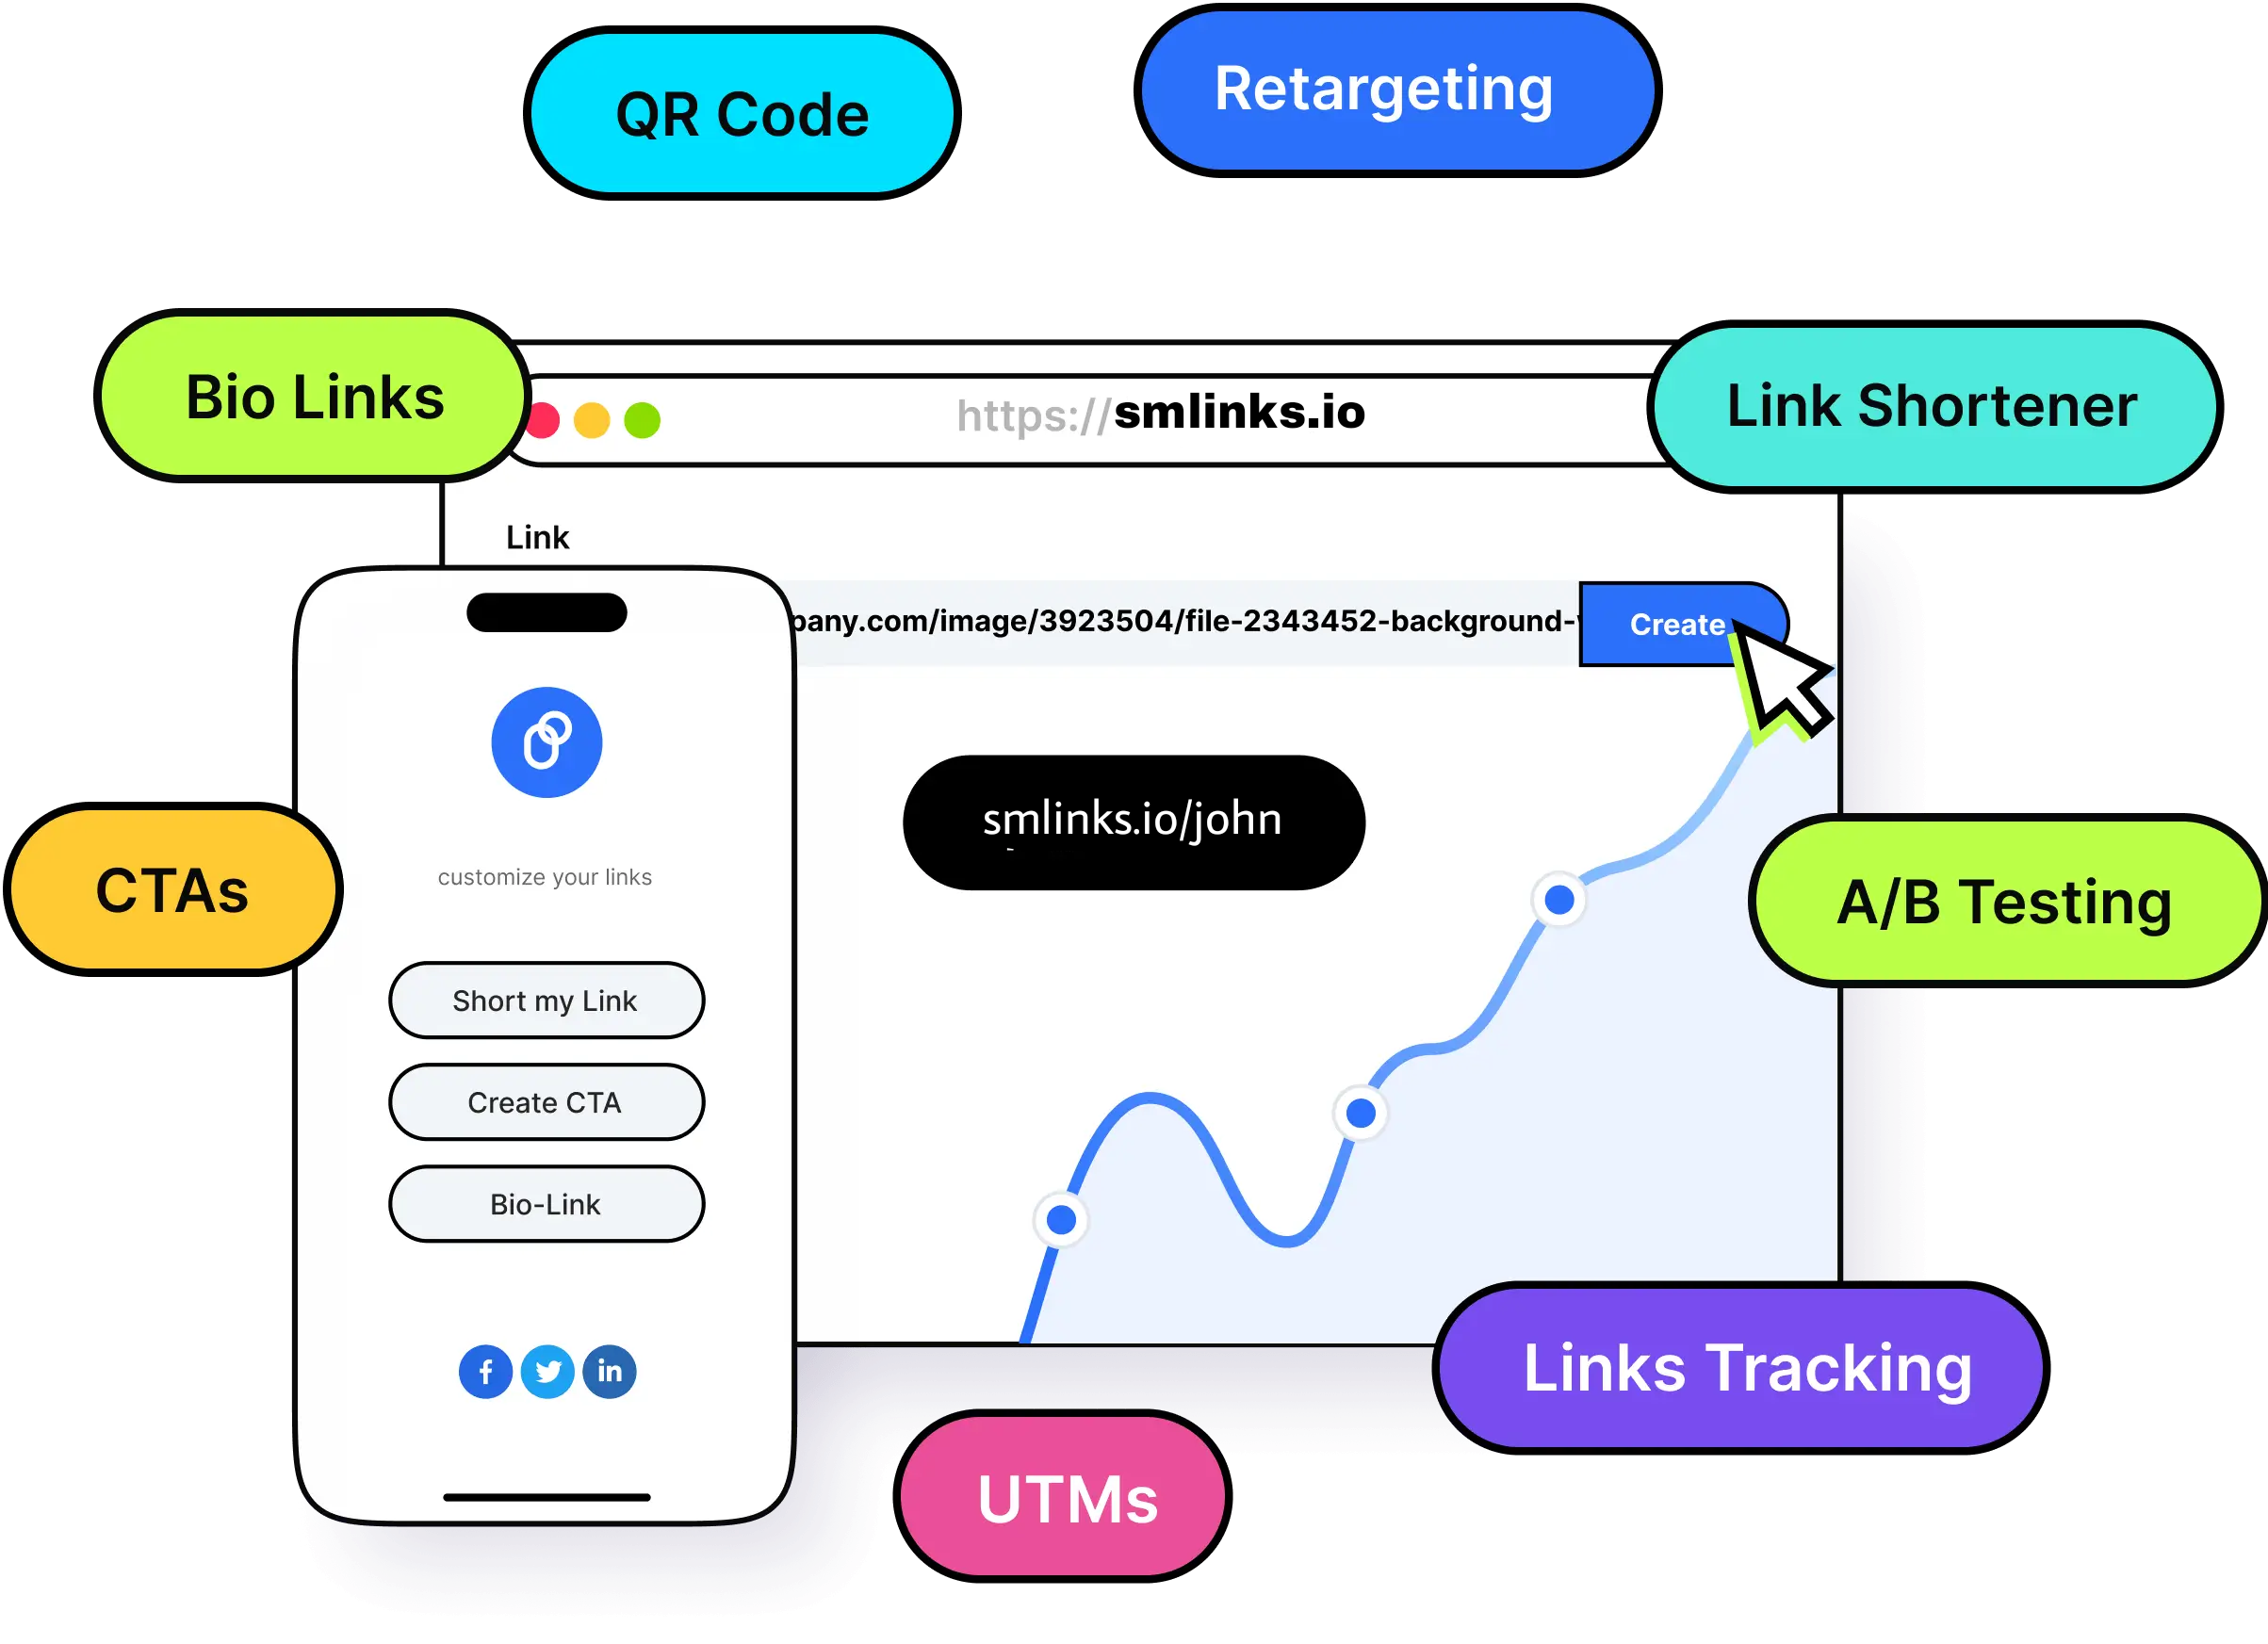 QR Code
Retargeting
Bio Links
https://smlinks.io
Link Shortener
Link
pany.com/image/3923504/file-2343452-background-
Create
smlinks.io/john
customize your links
CTAs
A/B Testing
Short my Link
Create CTA
Bio-Link
Links Tracking
UTMs